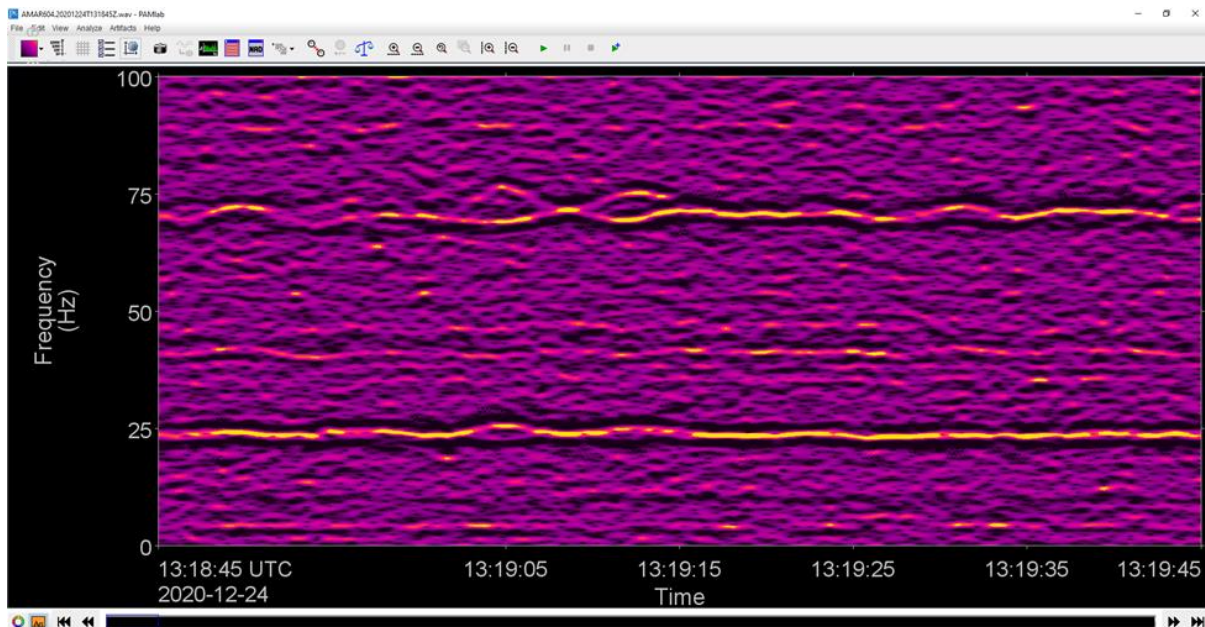 AMAR604.20201224T131845Z.wav - PAMlab
File Edit View Analyze Artifacts Help
100
75
50
25
0
Frequency
(Hz)
13:18:45 UTC
2020-12-24
13:19:05
13:19:15
13:19:25
13:19:35
13:19:45
Time